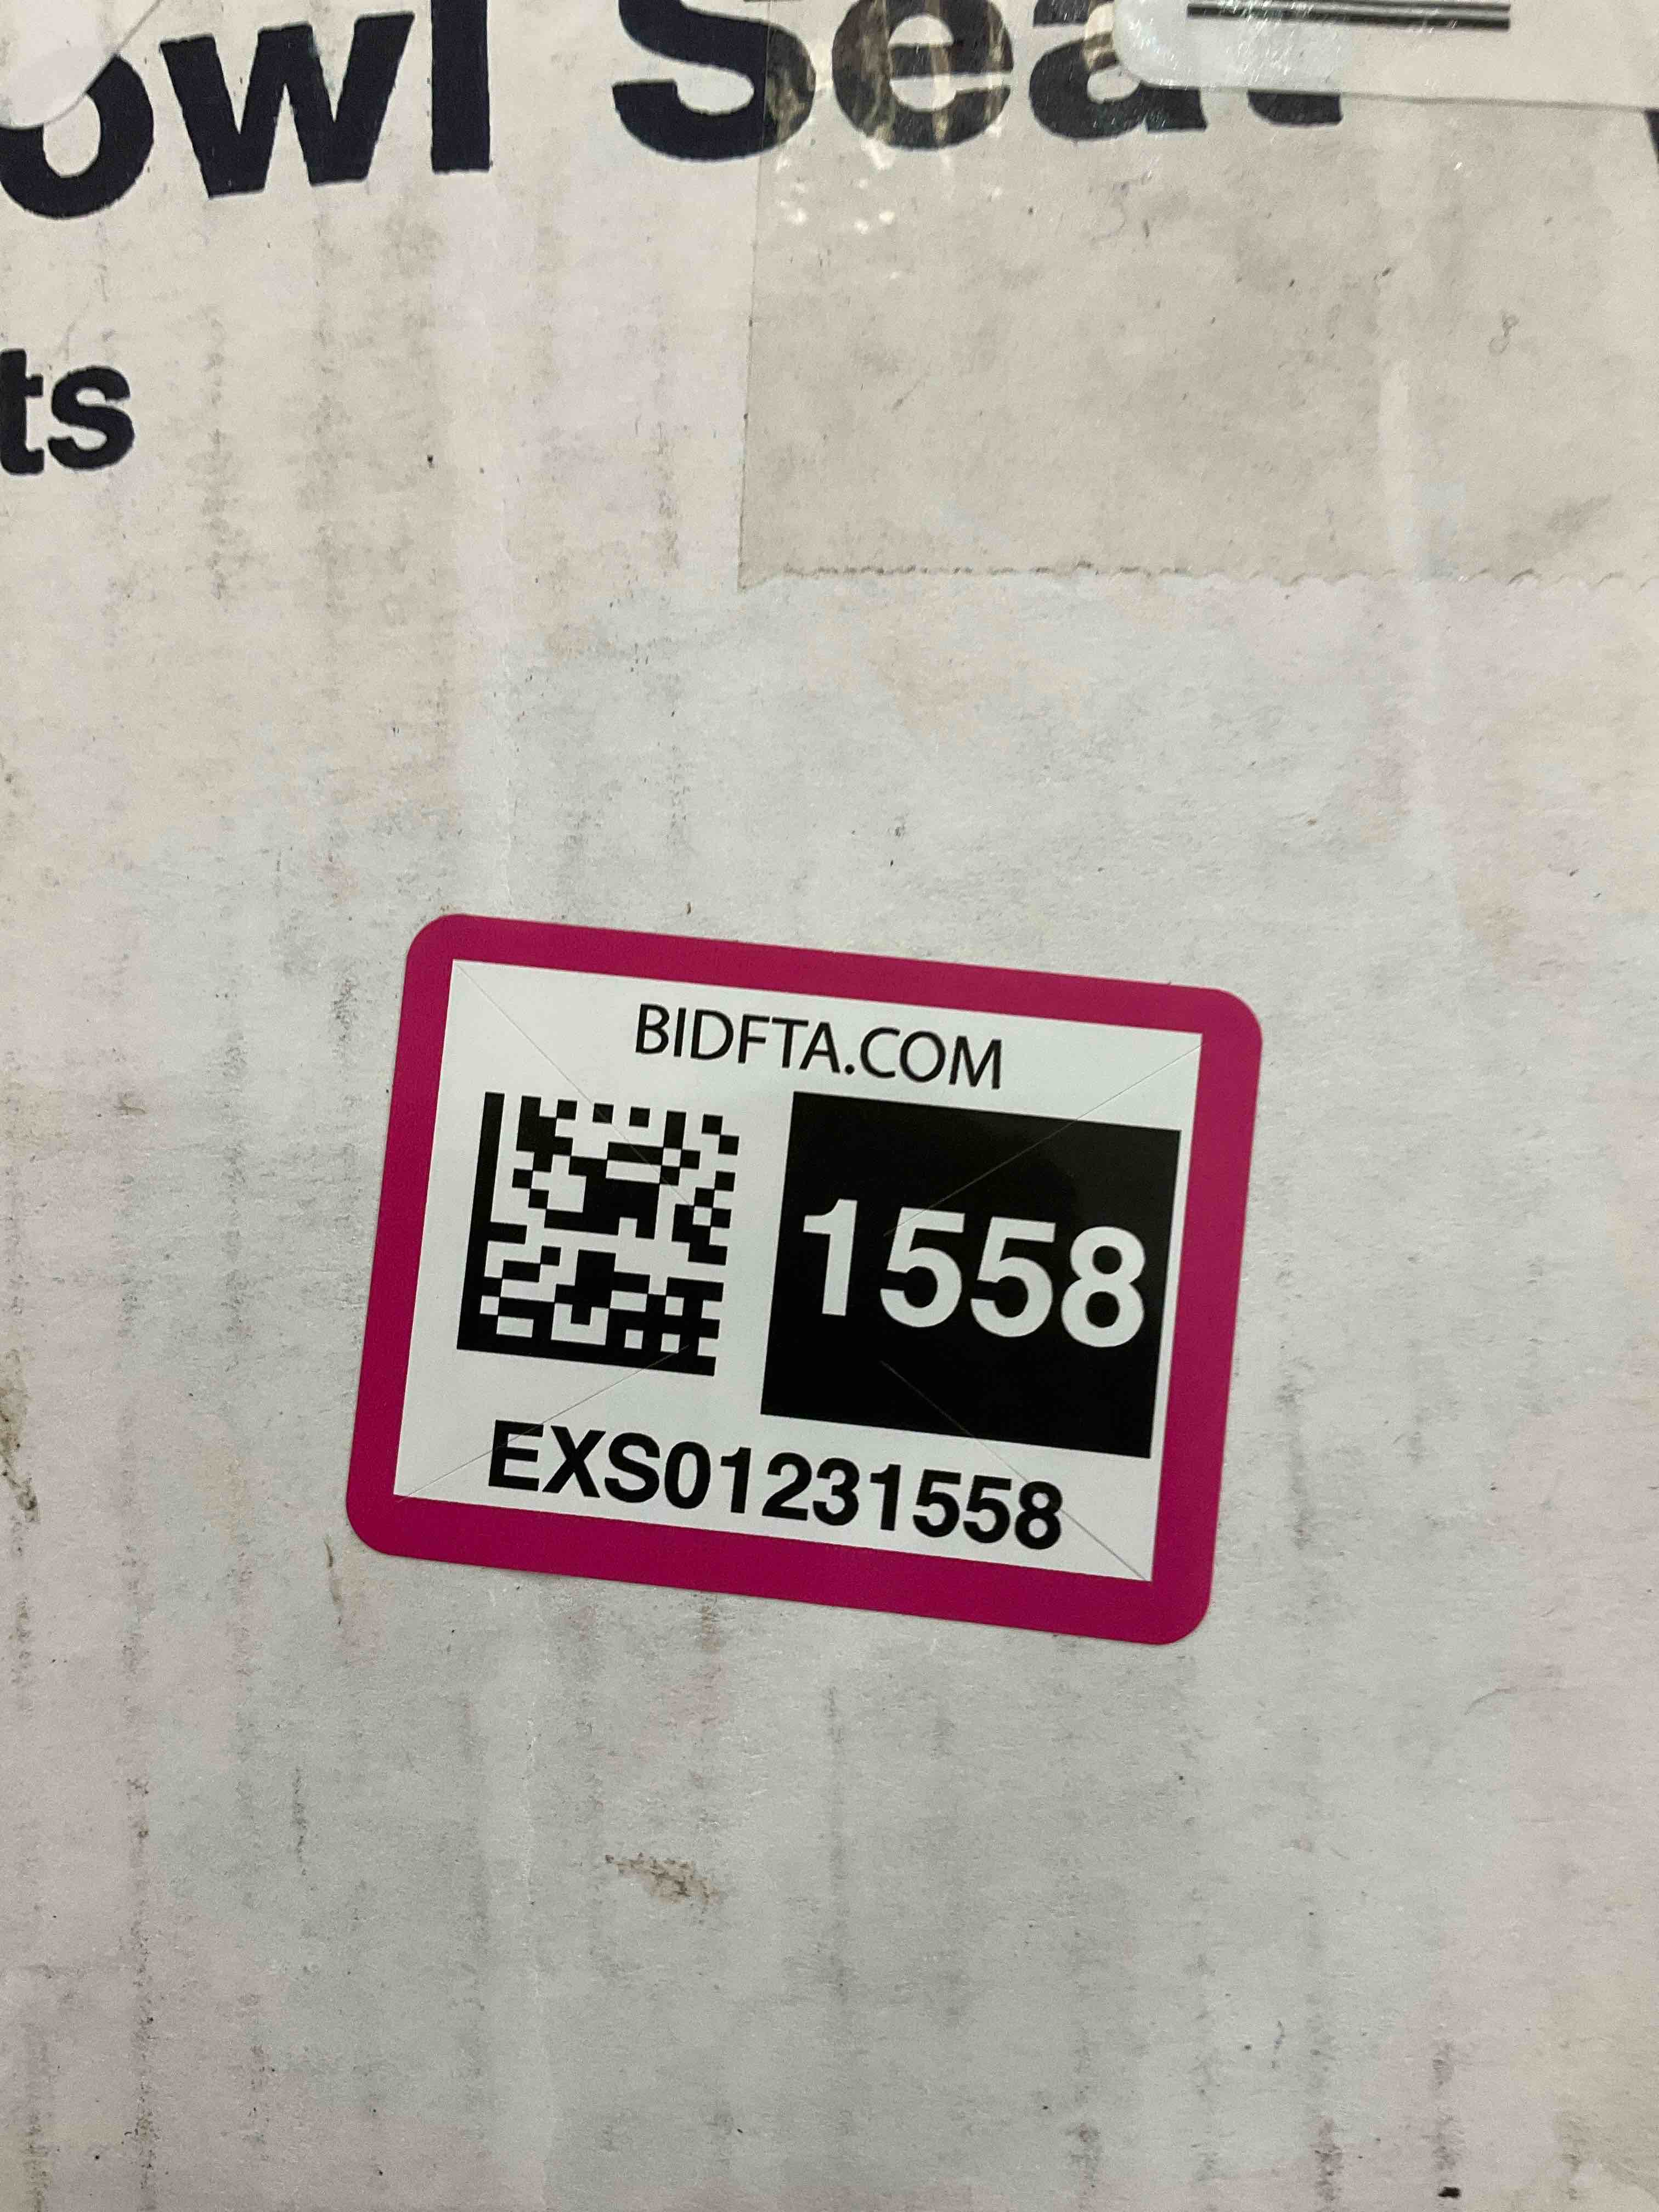 owl Seat
ts
BIDFTA.COM
1558
EXS01231558